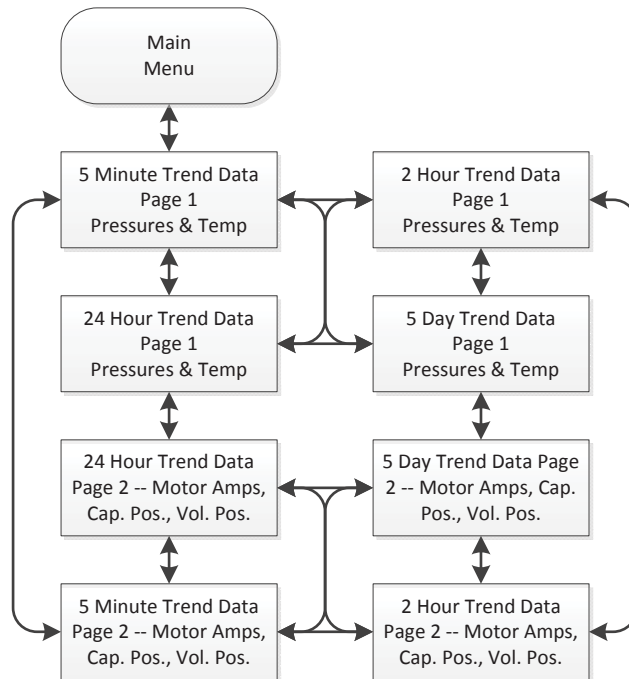 Main
Menu
5 Minute Trend Data
Page 1
Pressures & Temp
2 Hour Trend Data
Page 1
Pressures & Temp
24 Hour Trend Data
Page 1
Pressures & Temp
5 Day Trend Data
Page 1
Pressures & Temp
24 Hour Trend Data
Page 2 -- Motor Amps,
Cap. Pos., Vol. Pos.
5 Day Trend Data Page
2 -- Motor Amps, Cap.
Pos., Vol. Pos.
5 Minute Trend Data
Page 2 -- Motor Amps,
Cap. Pos., Vol. Pos.
2 Hour Trend Data
Page 2 -- Motor Amps,
Cap. Pos., Vol. Pos.